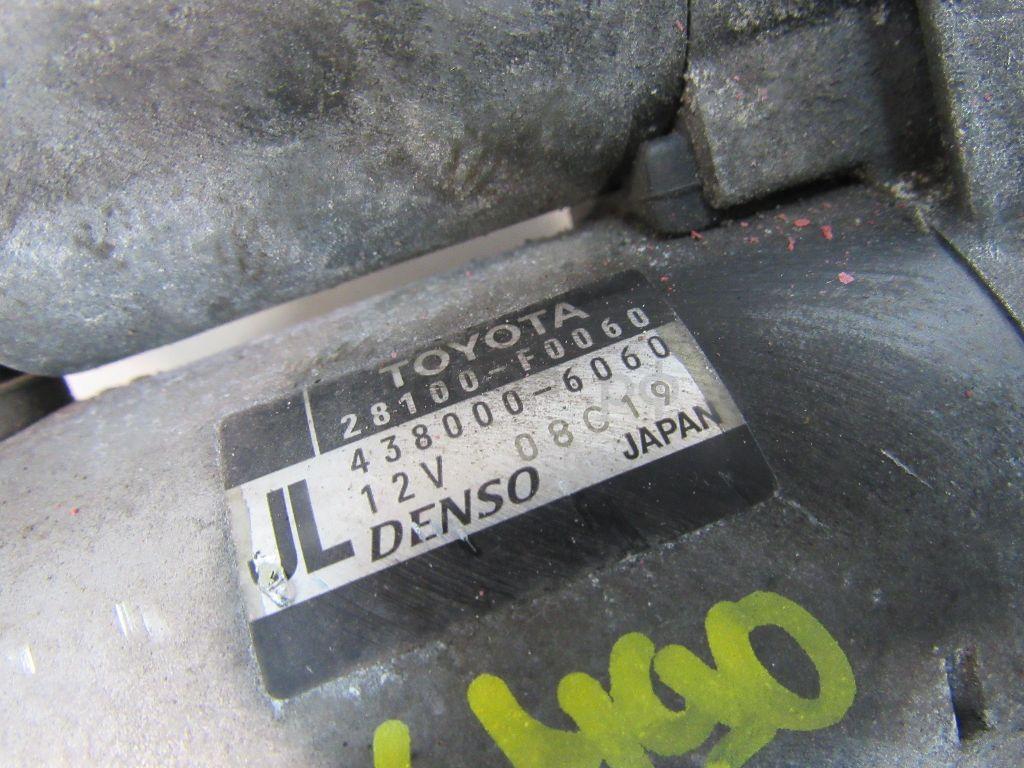 TOYOTA
28100-F0060
438000-6060
12V 08C19
JL DENSO JAPAN